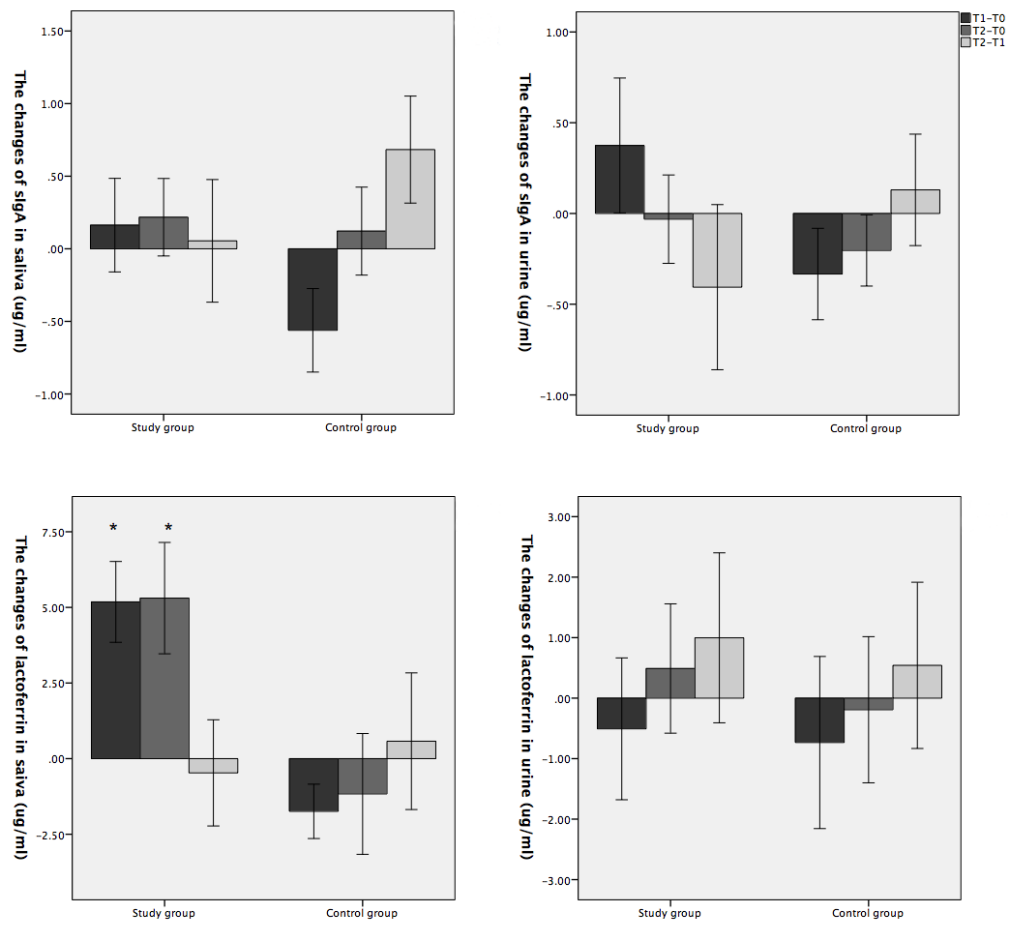 The changes of sIgA in saliva (ug/ml)
1.50
1.00
.50
.00
-.50
-1.00
Study group
Control group
The changes of sIgA in urine (ug/ml)
1.00
.50
.00
-.50
-1.00
Study group
Control group
T1-T0
T2-T0
T2-T1
The changes of lactoferrin in saiva (ug/ml)
7.50
5.00
2.50
.00
-2.50
* *
Study group
Control group
The changes of lactoferrin in urine (ug/ml)
3.00
2.00
1.00
.00
-1.00
-2.00
-3.00
Study group
Control group